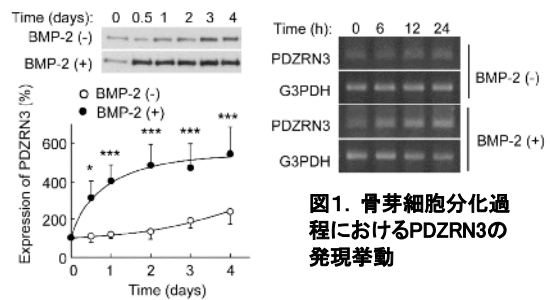 Time (days): 0 0.5 1 2 3 4
BMP-2 (-)
BMP-2 (+)
Expression of PDZRN3 (%)
BMP-2 (-)
BMP-2 (+)
600
400
200
0
* *** *** *** ***
0 1 2 3 4
Time (days)
Time (h): 0 6 12 24
PDZRN3
G3PDH
BMP-2 (-)
PDZRN3
G3PDH
BMP-2 (+)
図1. 骨芽細胞分化過
程におけるPDZRN3の
発現挙動